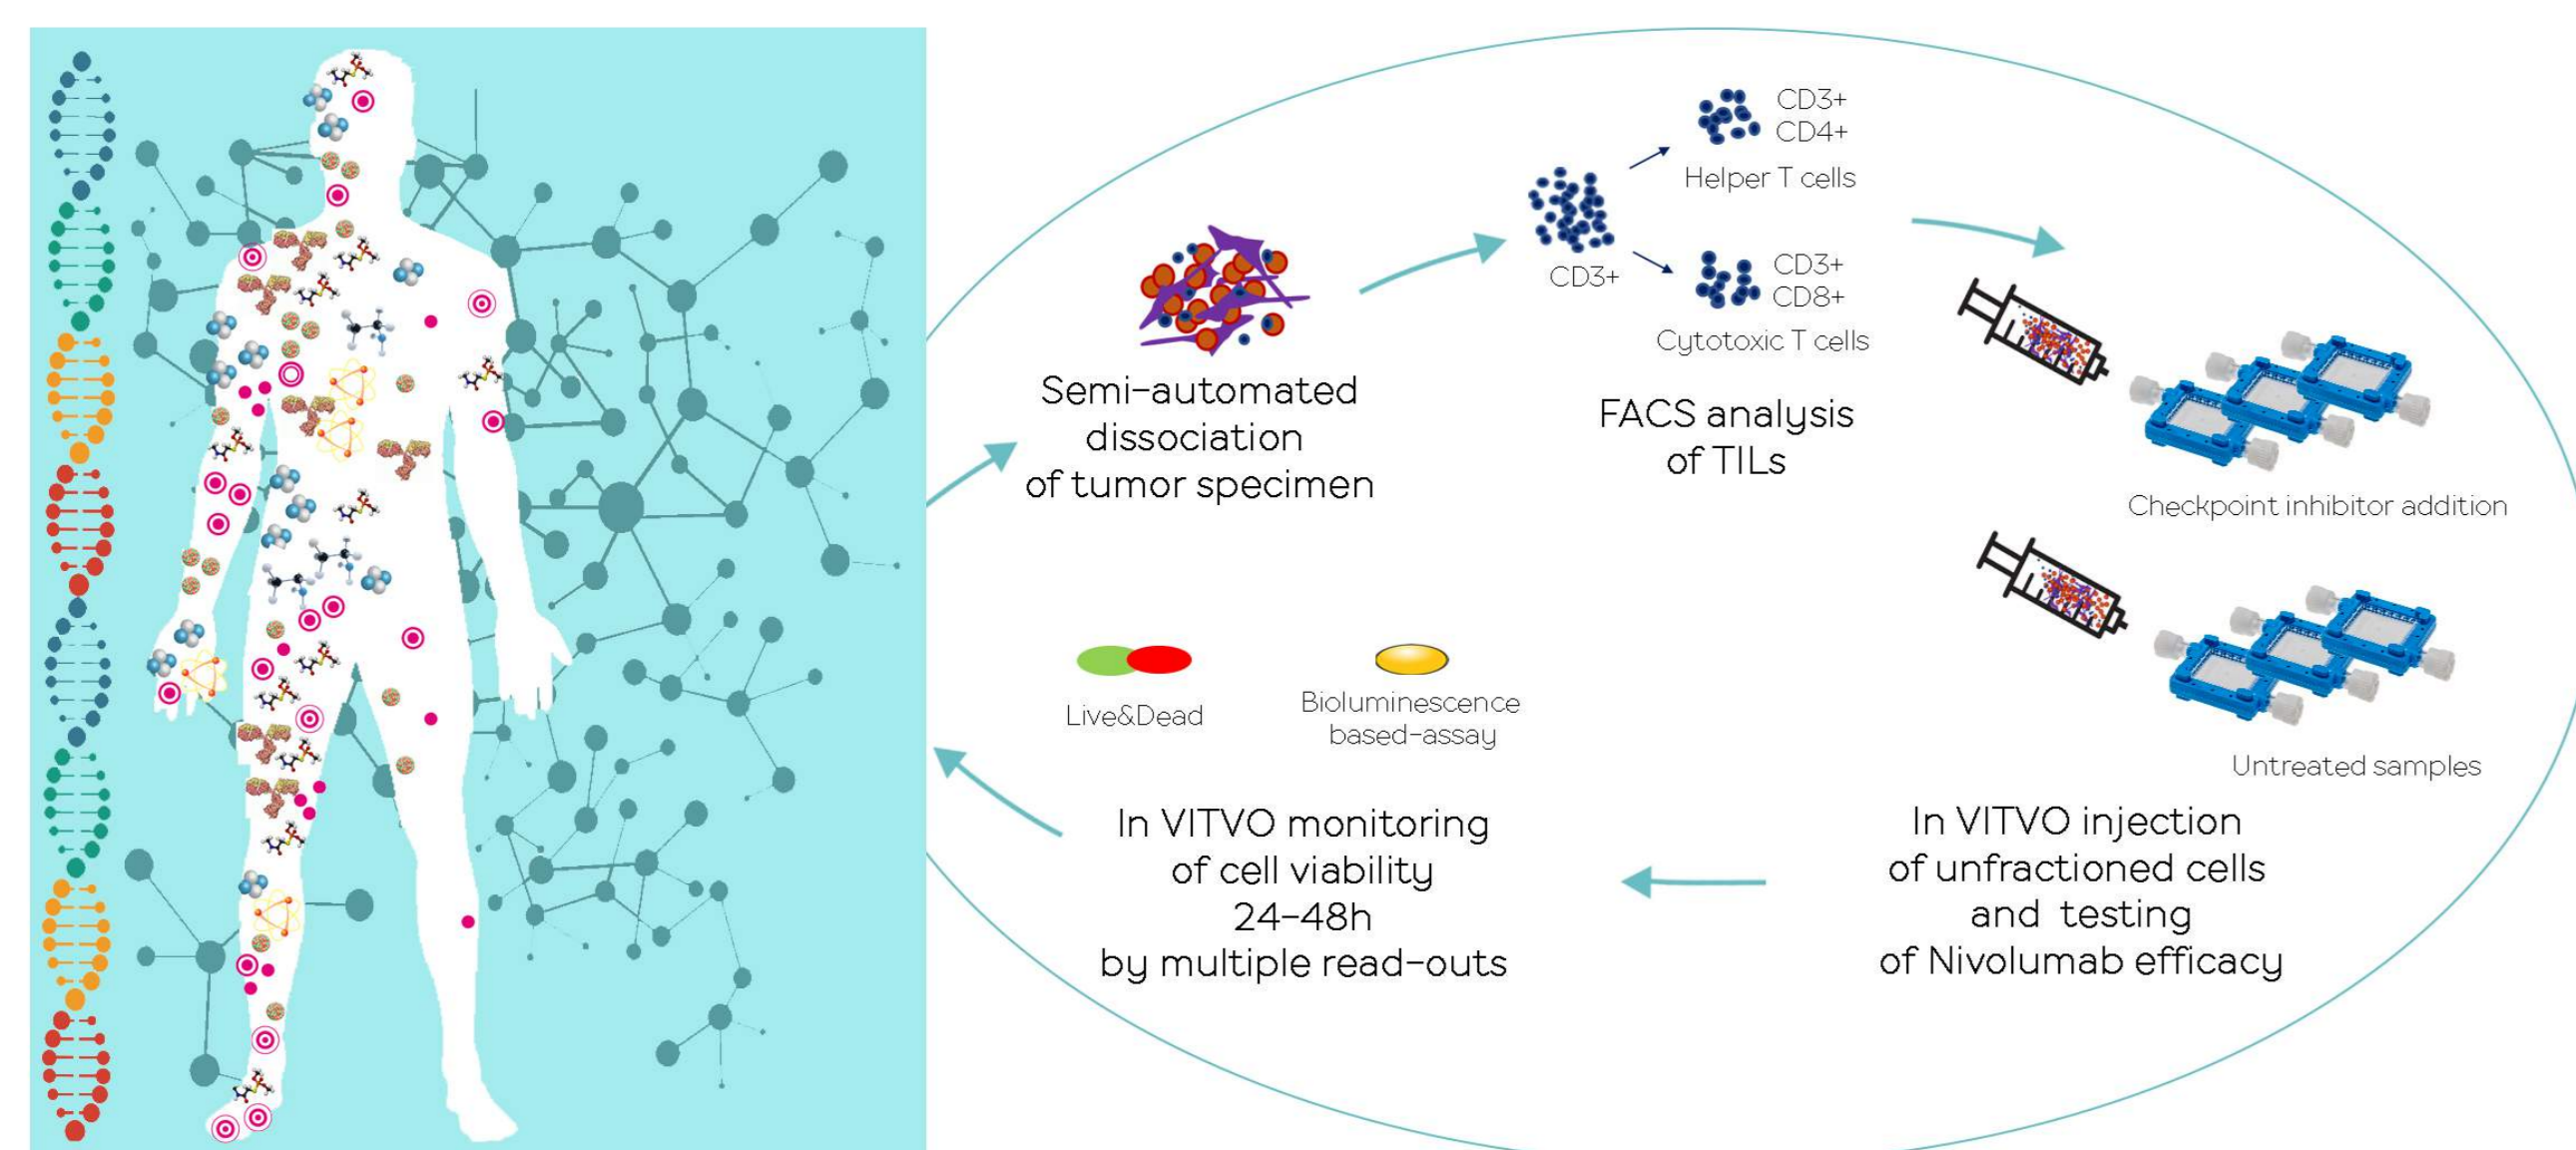 Semi-automated
dissociation
of tumor specimen
CD3+
CD3+
CD4+
Helper T cells
CD3+
CD8+
Cytotoxic T cells
FACS analysis
of TILs
Checkpoint inhibitor addition
Untreated samples
In VITVO injection
of unfractioned cells
and testing
of Nivolumab efficacy
Live&Dead
Bioluminescence
based-assay
In VITVO monitoring
of cell viability
24-48h
by multiple read-outs